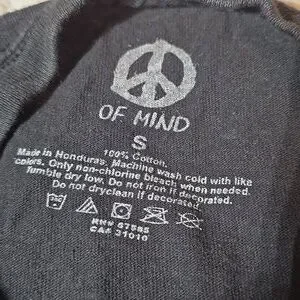 OF MIND
S
100% Cotton.
Made in Honduras. Machine wash cold with like
colors. Only non-chlorine bleach when needed.
Tumble dry low. Do not iron if decorated.
Do not dryclean if decorated.
RN# 67585
CA# 31010